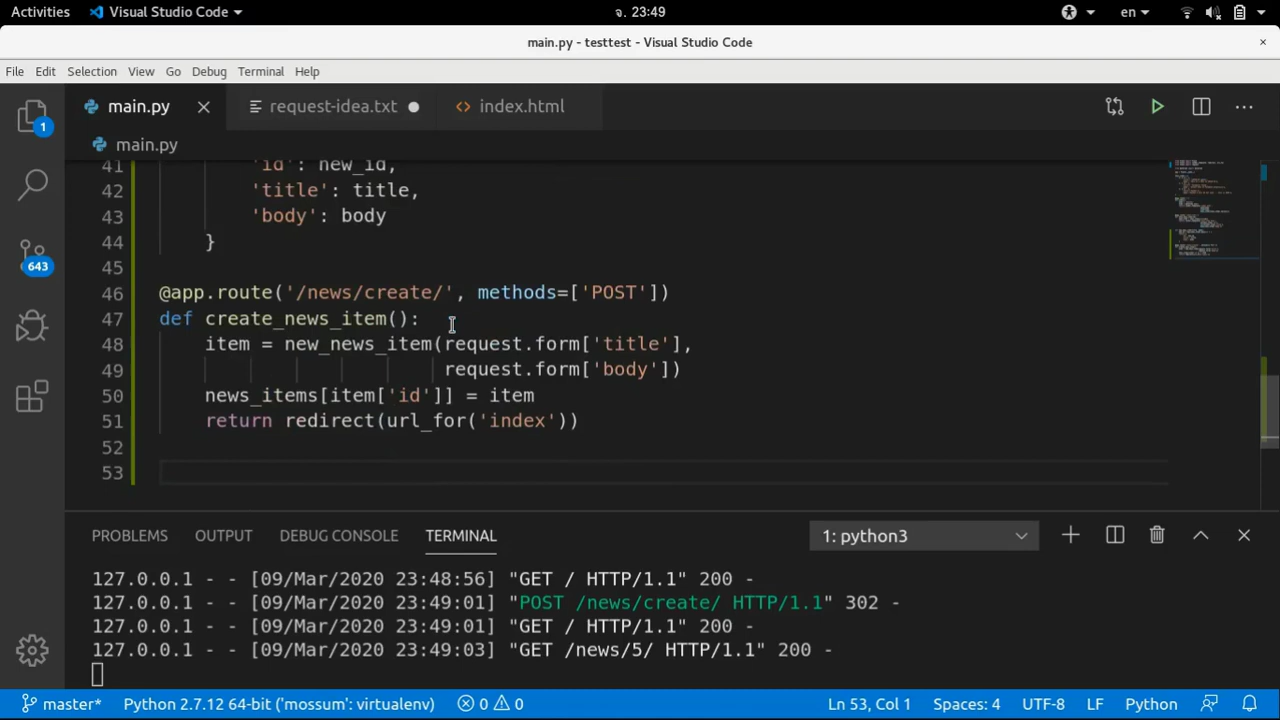 Activities Visual Studio Code จ. 23:49 en
main.py - testtest - Visual Studio Code ×
File Edit Selection View Go Debug Terminal Help
main.py request-idea.txt index.html
main.py
1
643
41 'id': new_id,
42 'title': title,
43 'body': body
44 }
45
46 @app.route('/news/create/', methods=['POST'])
47 def create_news_item():
48 item = new_news_item(request.form['title'],
49 request.form['body'])
50 news_items[item['id']] = item
51 return redirect(url_for('index'))
52
53
PROBLEMS OUTPUT DEBUG CONSOLE TERMINAL 1: python3
127.0.0.1 - - [09/Mar/2020 23:48:56] "GET / HTTP/1.1" 200 -
127.0.0.1 - - [09/Mar/2020 23:49:01] "POST /news/create/ HTTP/1.1" 302 -
127.0.0.1 - - [09/Mar/2020 23:49:01] "GET / HTTP/1.1" 200 -
127.0.0.1 - - [09/Mar/2020 23:49:03] "GET /news/5/ HTTP/1.1" 200 -
master* Python 2.7.12 64-bit ('mossum': virtualenv) 0 0 Ln 53, Col 1 Spaces: 4 UTF-8 LF Python